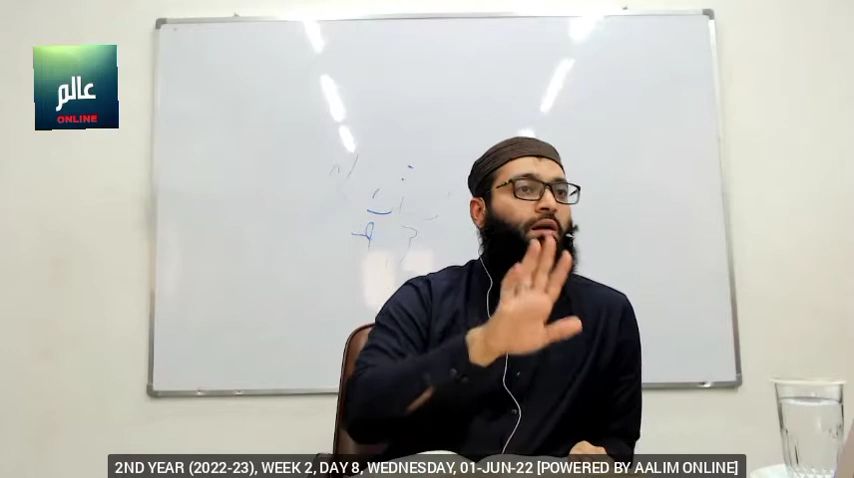 عالم
ONLINE
2ND YEAR (2022-23), WEEK 2, DAY 8, WEDNESDAY, 01-JUN-22 [POWERED BY AALIM ONLINE]